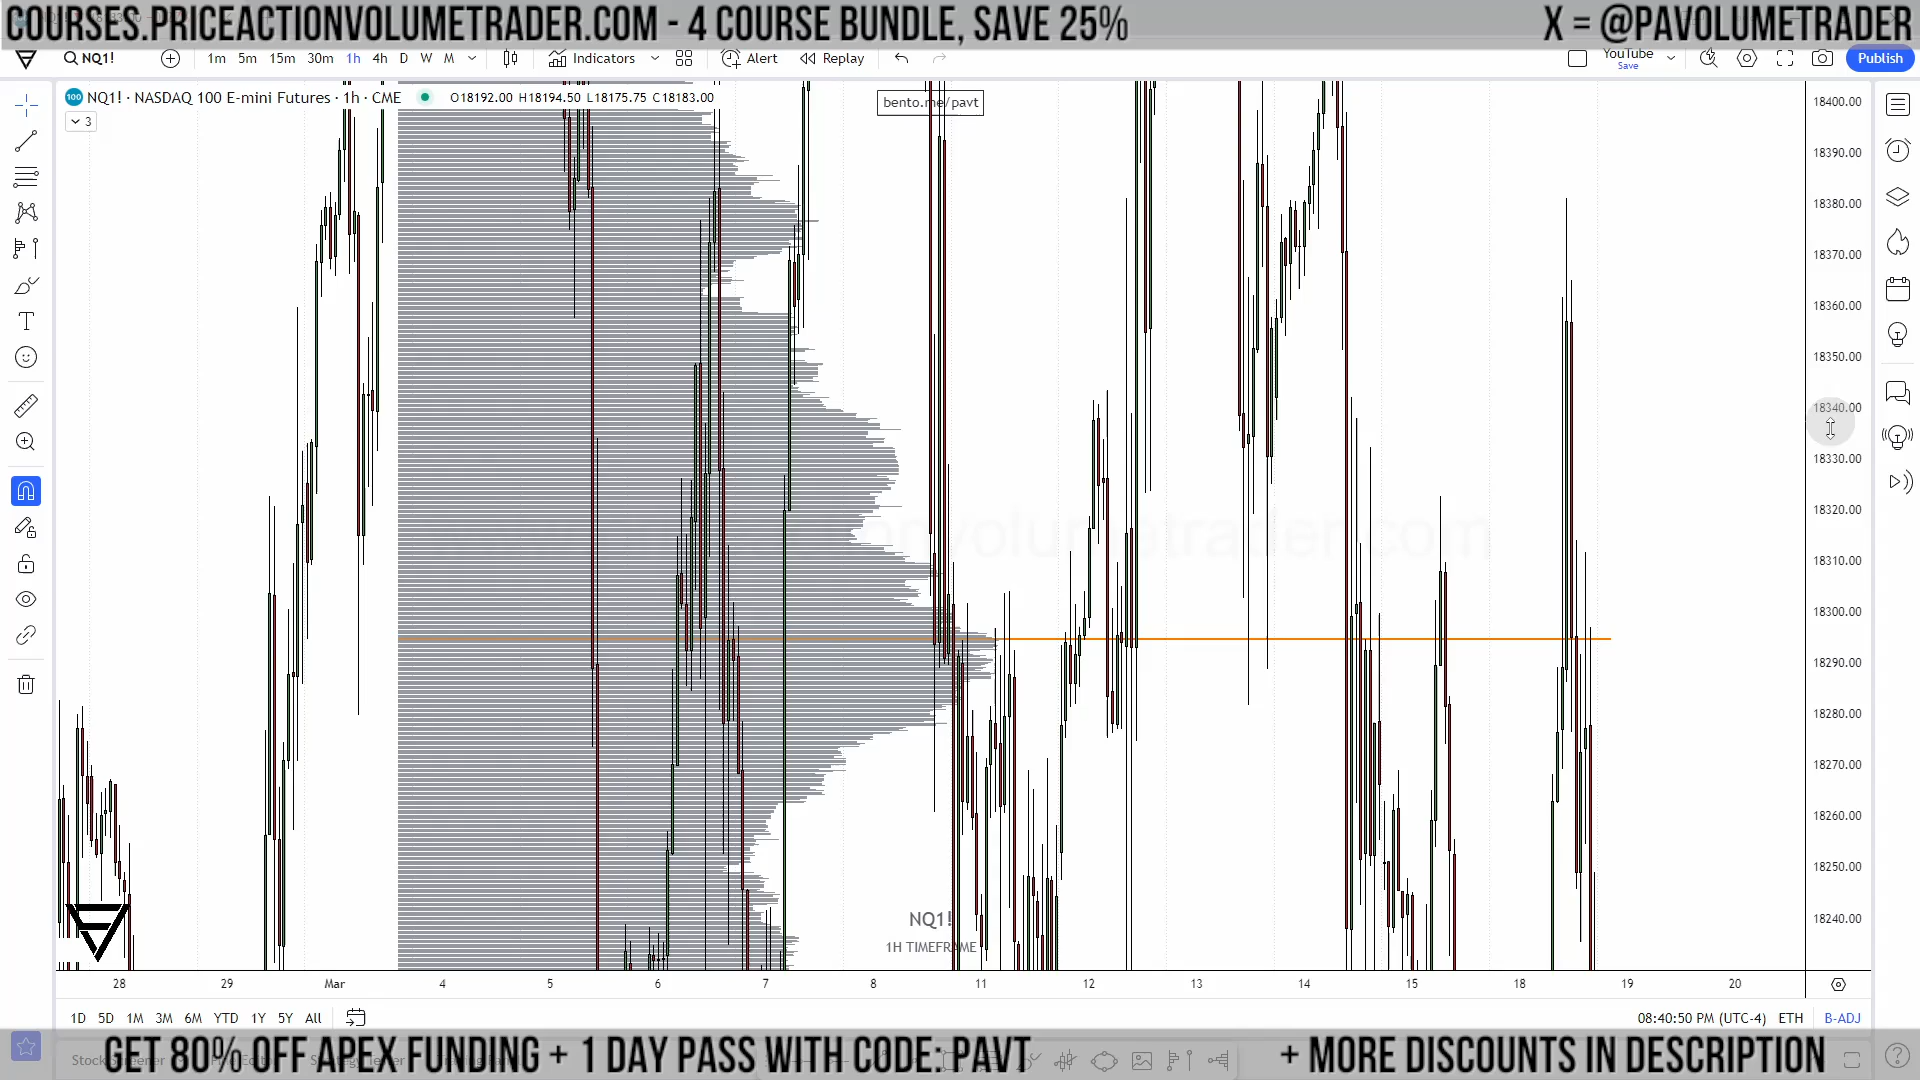 COURSES.PRICEACTIONVOLUMETRADER.COM - 4 COURSE BUNDLE, SAVE 25%
X = @PAVOLUMETRADER
NQ1!
1m 5m 15m 30m 1h 4h D W M
Indicators
Alert
Replay
YouTube
Save
Publish
100 NQ1! · NASDAQ 100 E-mini Futures · 1h · CME
O18192.00 H18194.50 L18175.75 C18183.00
bento.me/pavt
3
18400.00
18390.00
18380.00
18370.00
18360.00
18350.00
18340.00
18330.00
18320.00
18310.00
18300.00
18290.00
18280.00
18270.00
18260.00
18250.00
18240.00
NQ1!
1H TIMEFRAME
28 29 Mar 4 5 6 7 8 11 12 13 14 15 18 19 20
1D 5D 1M 3M 6M YTD 1Y 5Y All
08:40:50 PM (UTC-4) ETH B-ADJ
GET 80% OFF APEX FUNDING + 1 DAY PASS WITH CODE: PAVT
+ MORE DISCOUNTS IN DESCRIPTION